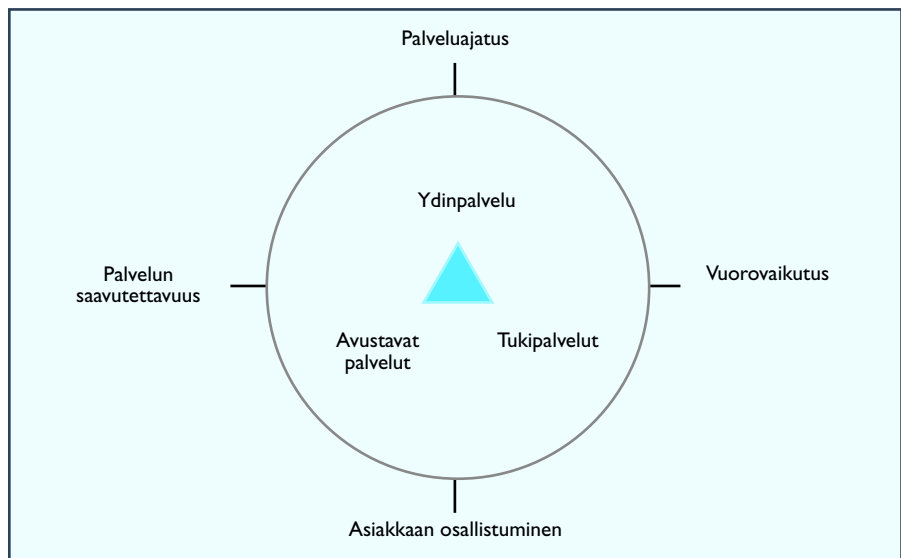 Palveluajatus
Ydinpalvelu
Palvelun
saavutettavuus
Vuorovaikutus
Avustavat
palvelut
Tukipalvelut
Asiakkaan osallistuminen